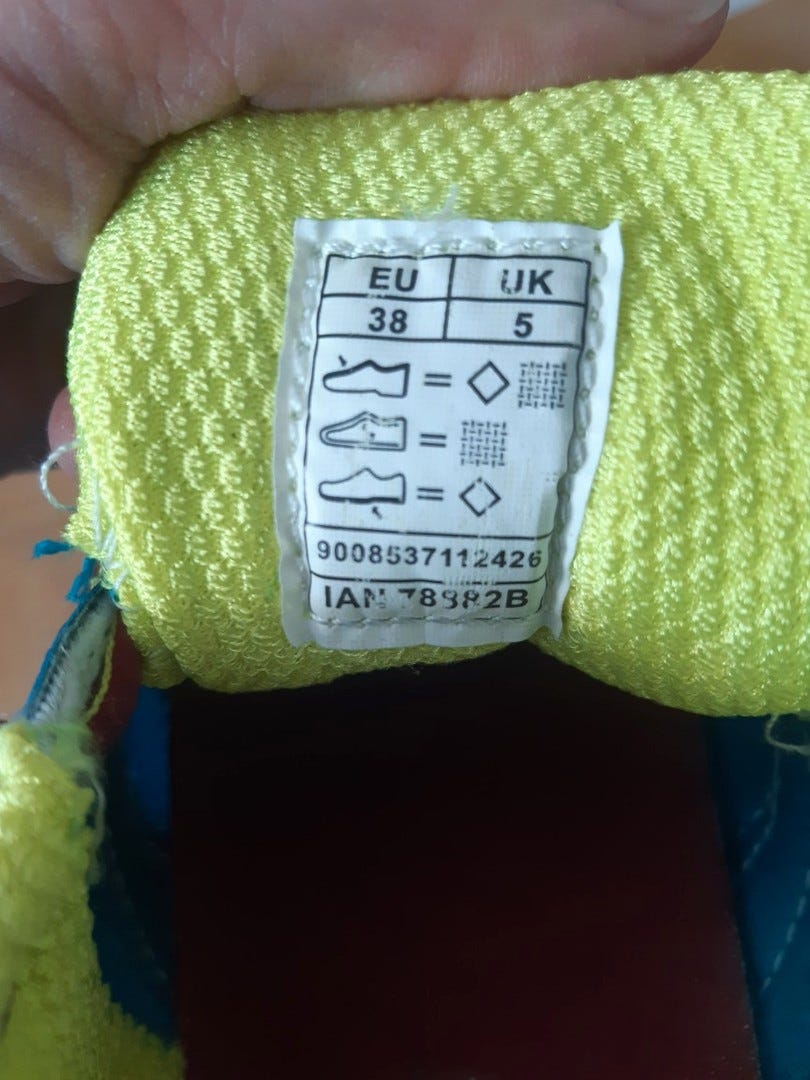 EU UK
38 5
=
=
=
9008537112426
IAN 78882B